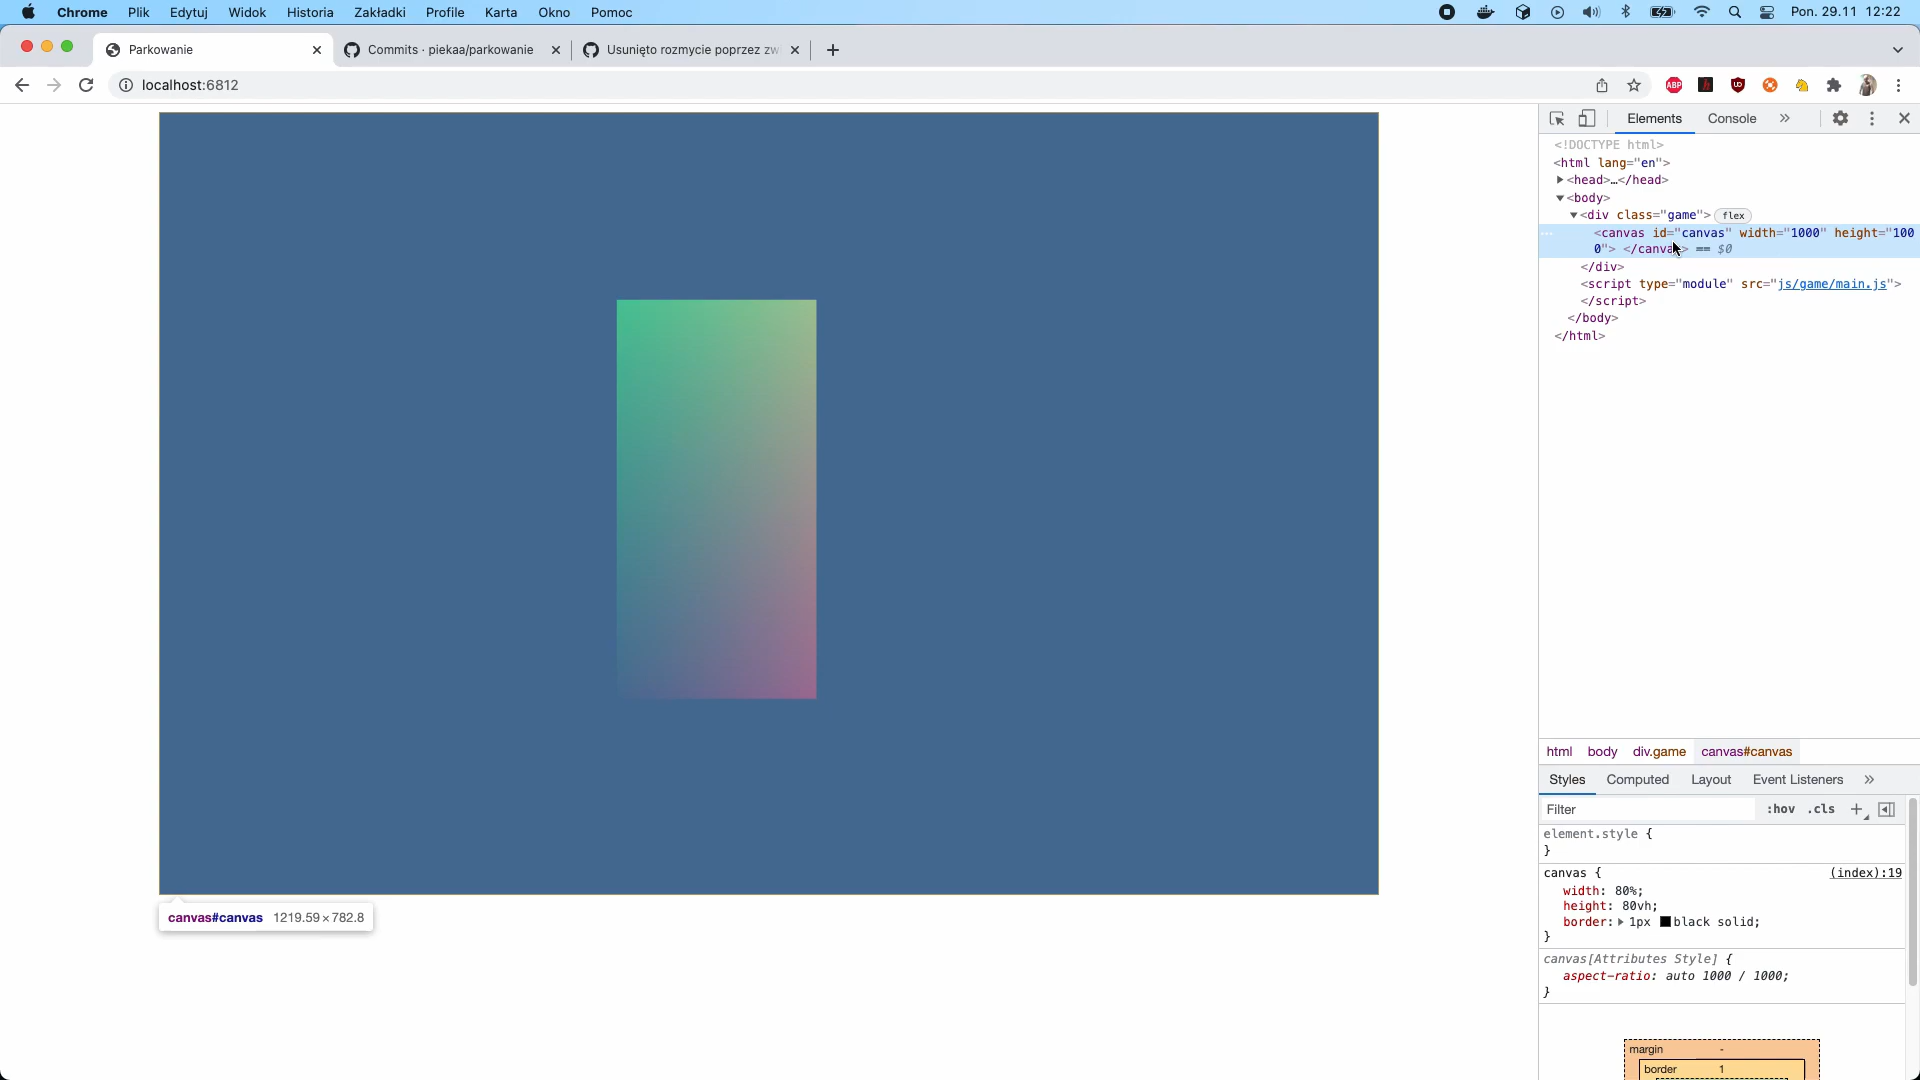 Chrome Plik Edytuj Widok Historia Zakładki Profile Karta Okno Pomoc Pon. 29.11 12:22
Parkowanie Commits · piekaa/parkowanie Usunięto rozmycie poprzez zw
localhost:6812 ABP
Elements Console
<!DOCTYPE html>
<html lang="en">
<head>…</head>
<body>
<div class="game"> flex
<canvas id="canvas" width="1000" height="100
0"> </canvas> == $0
</div>
<script type="module" src="js/game/main.js">
</script>
</body>
</html>
html body div.game canvas#canvas
Styles Computed Layout Event Listeners
Filter :hov .cls
element.style {
}
canvas { (index):19
width: 80%;
height: 80vh;
border: 1px black solid;
}
canvas[Attributes Style] {
aspect-ratio: auto 1000 / 1000;
}
margin -
border 1
canvas#canvas 1219.59×782.8